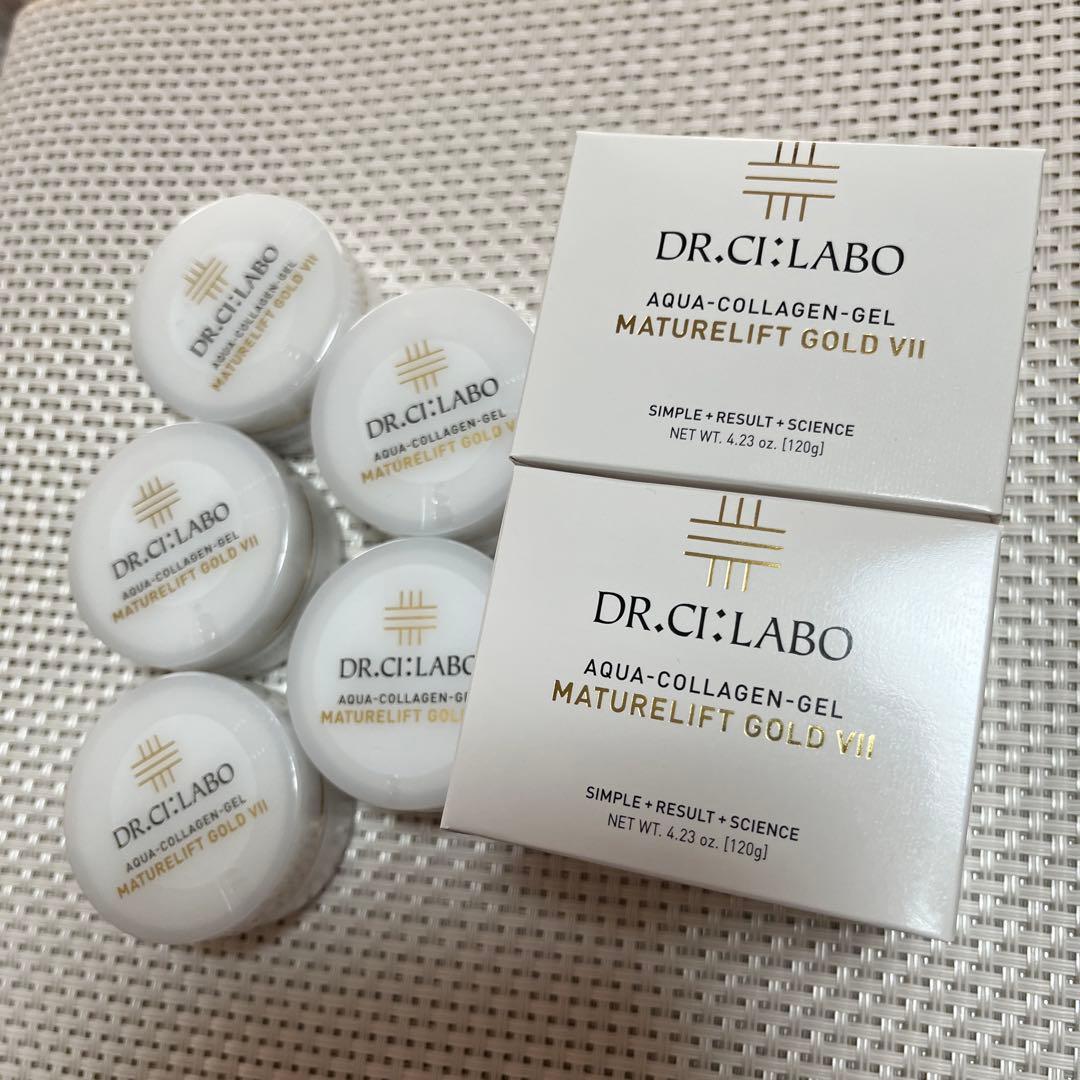 DR.CI:LABO
AQUA-COLLAGEN-GEL
MATURELIFT GOLD VII
DR.CI:LABO
AQUA-COLLAGEN-GEL
MATURELIFT GOLD V
DR.CI:LABO
AQUA-COLLAGEN-GEL
MATURELIFT GOLD VII
DR.CI:LABO
AQUA-COLLAGEN-GE
MATURELIFT GOLD
DR.CI:LABO
AQUA-COLLAGEN-GEL
MATURELIFT GOLD VII
DR.CI:LABO
AQUA-COLLAGEN-GEL
MATURELIFT GOLD VII
SIMPLE+RESULT+SCIENCE
NET WT. 4.23 oz. [120g]
DR.CI:LABO
AQUA-COLLAGEN-GEL
MATURELIFT GOLD VII
SIMPLE+RESULT+SCIENCE
NET WT. 4.23 oz. [120g]